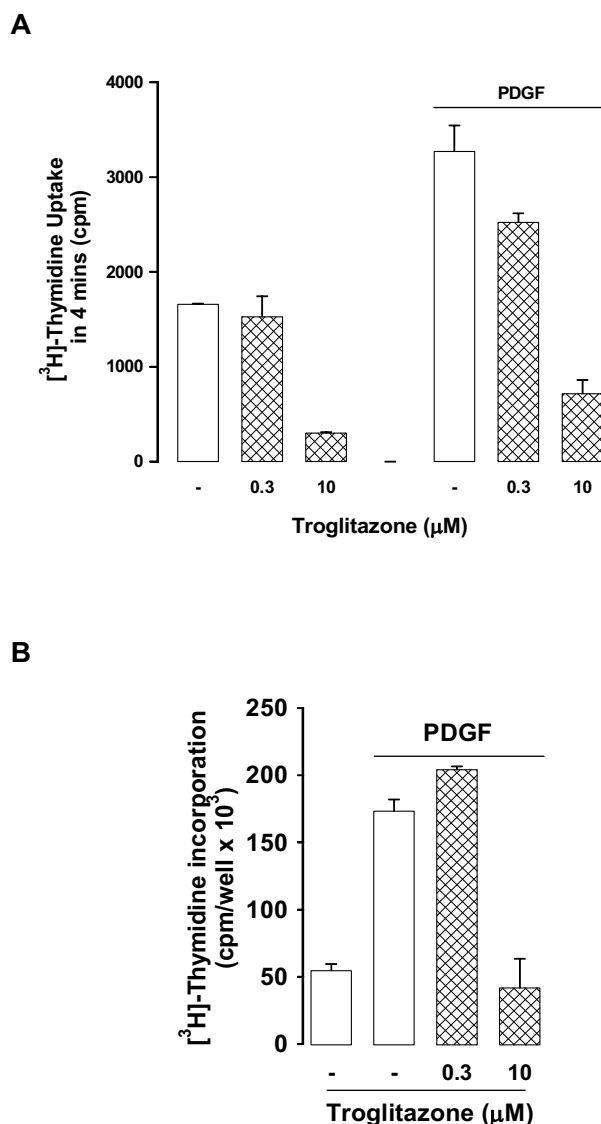 A
PDGF
4000
3000
2000
1000
0
[³H]-Thymidine Uptake
in 4 mins (cpm)
- 0.3 10 - 0.3 10
Troglitazone (μM)
B
PDGF
250
200
150
100
50
0
[³H]-Thymidine incorporation
(cpm/well x 10³)
- - 0.3 10
Troglitazone (μM)